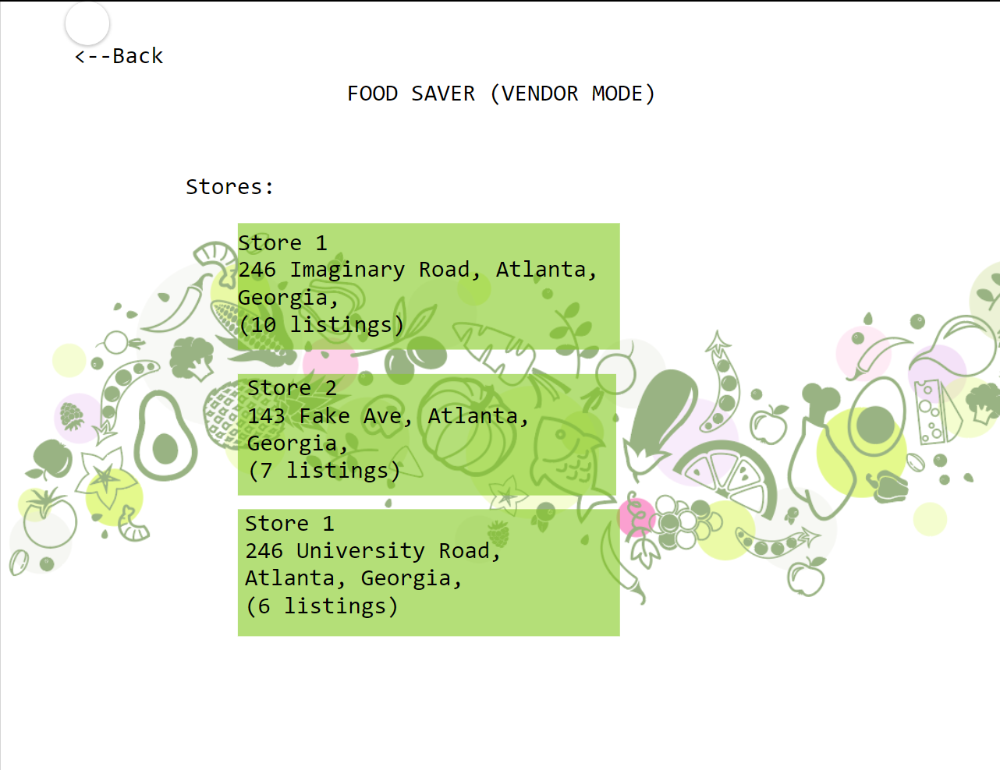 <--Back
FOOD SAVER (VENDOR MODE)
Stores:
Store 1
246 Imaginary Road, Atlanta,
Georgia,
(10 listings)
Store 2
143 Fake Ave, Atlanta,
Georgia,
(7 listings)
Store 1
246 University Road,
Atlanta, Georgia,
(6 listings)